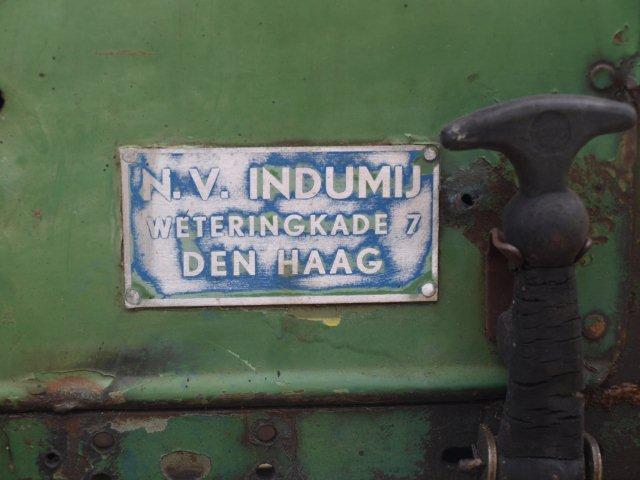 N.V. INDUMIJ
WETERINGKADE 7
DEN HAAG